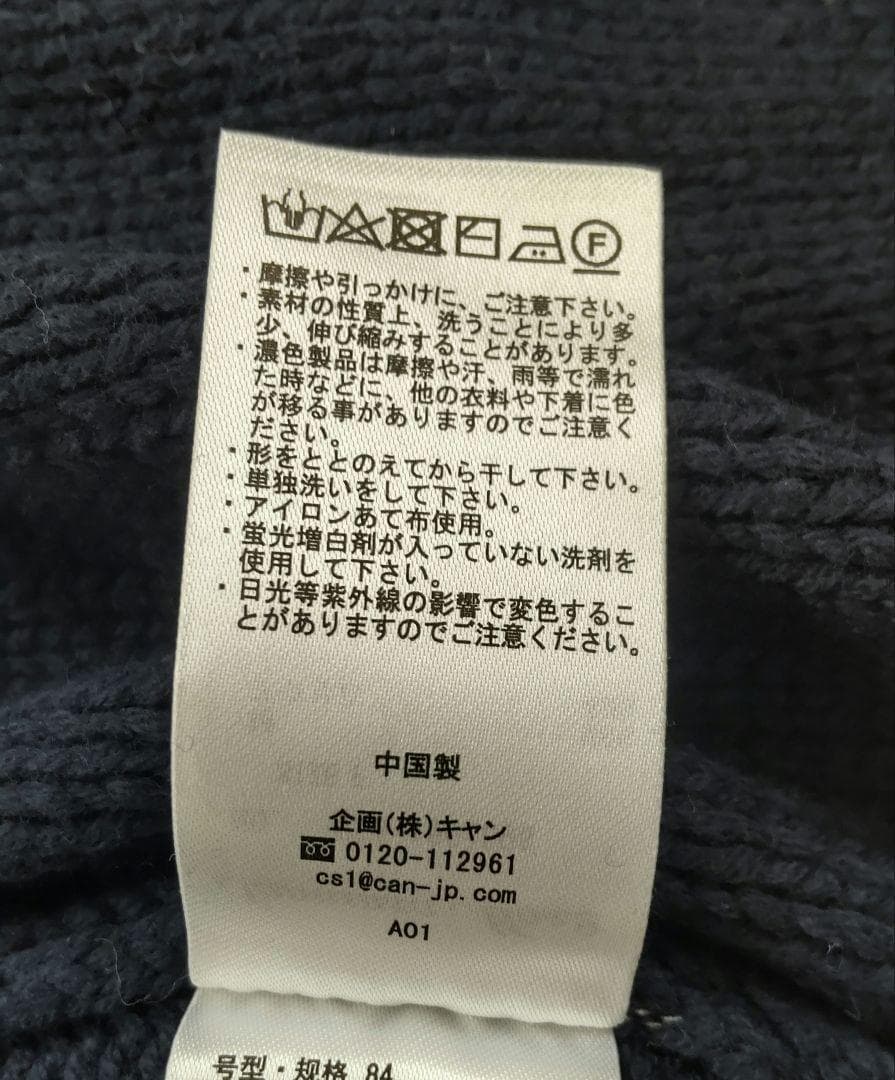 F
・摩擦や引っかけに、ご注意下さい。
・素材の性質上、洗うことにより多
少、伸び縮みすることがあります。
・濃色製品は摩擦や汗、雨等で濡れ
た時などに、他の衣料や下着に色
が移る事がありますのでご注意く
ださい。
・形をととのえてから干して下さい。
・単独洗いをして下さい。
・アイロンあて布使用。
・蛍光増白剤が入っていない洗剤を
使用して下さい。
・日光等紫外線の影響で変色するこ
とがありますのでご注意ください。
中国製
企画(株)キャン
0120-112961
cs1@can-jp.com
A01
号型・规格 84